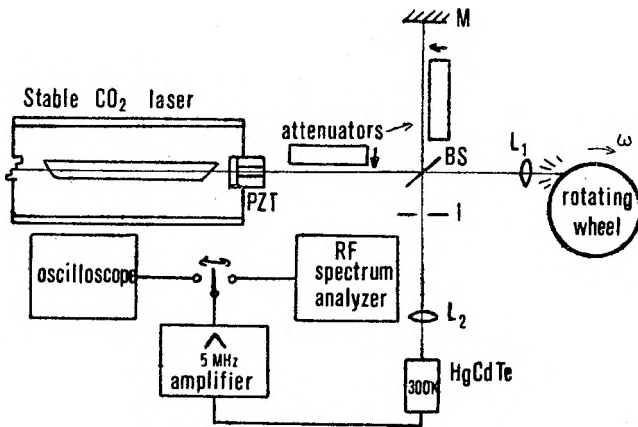 M
Stable CO₂ laser
attenuators
BS
L₁
ω
PZT
I
rotating
wheel
oscilloscope
RF
spectrum
analyzer
L₂
5 MHz
amplifier
300K
HgCdTe